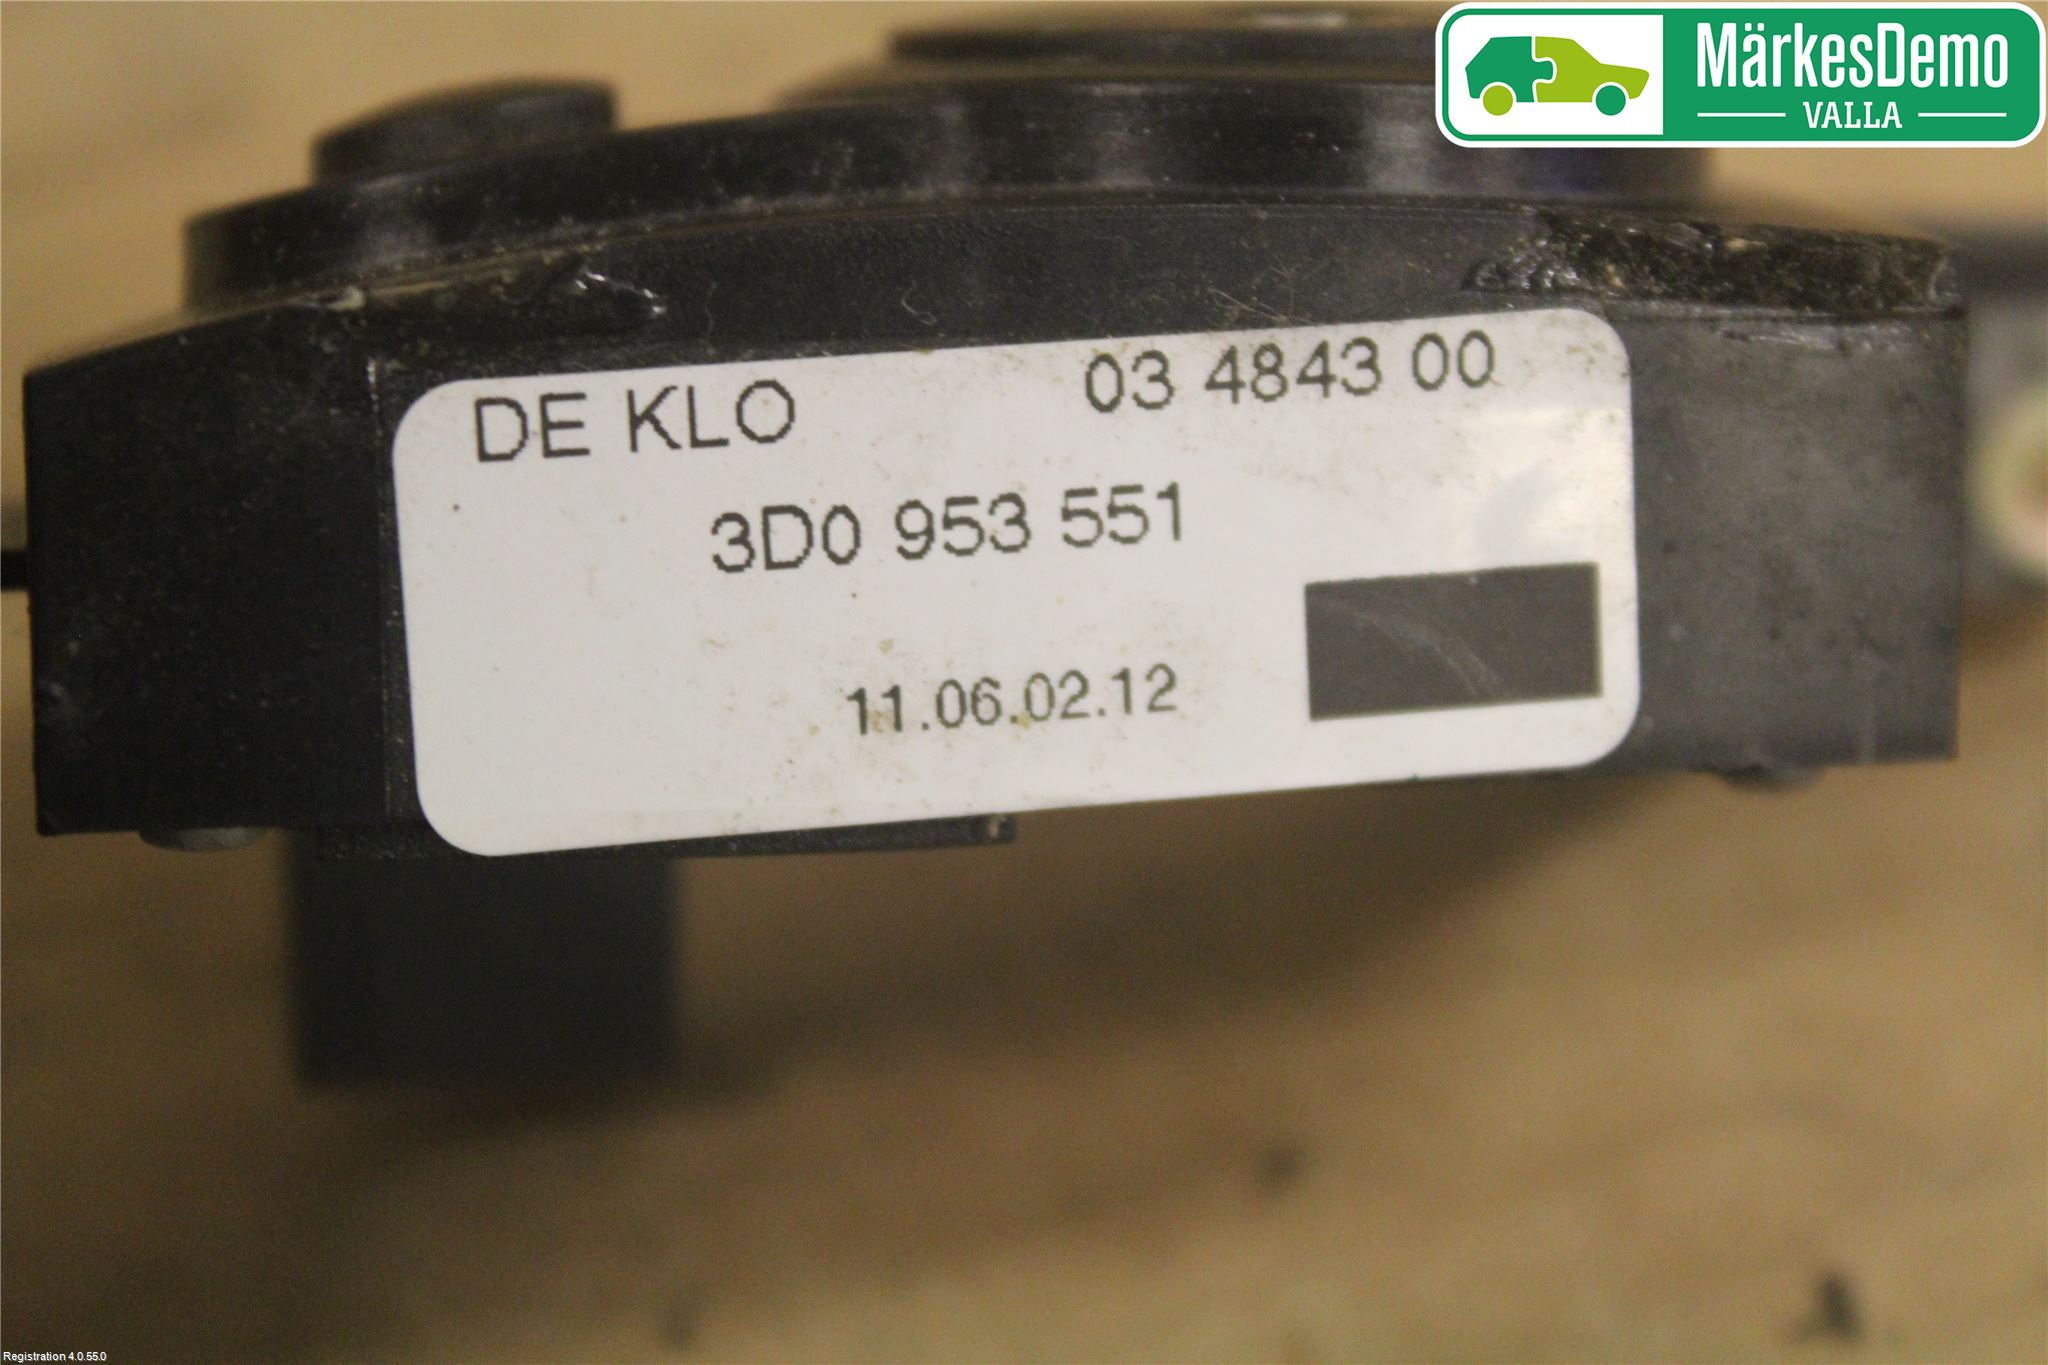 MärkesDemo
VALLA
DE KLO 03 4843 00
3D0 953 551
11.06.02.12
Registration 4.0.55.0